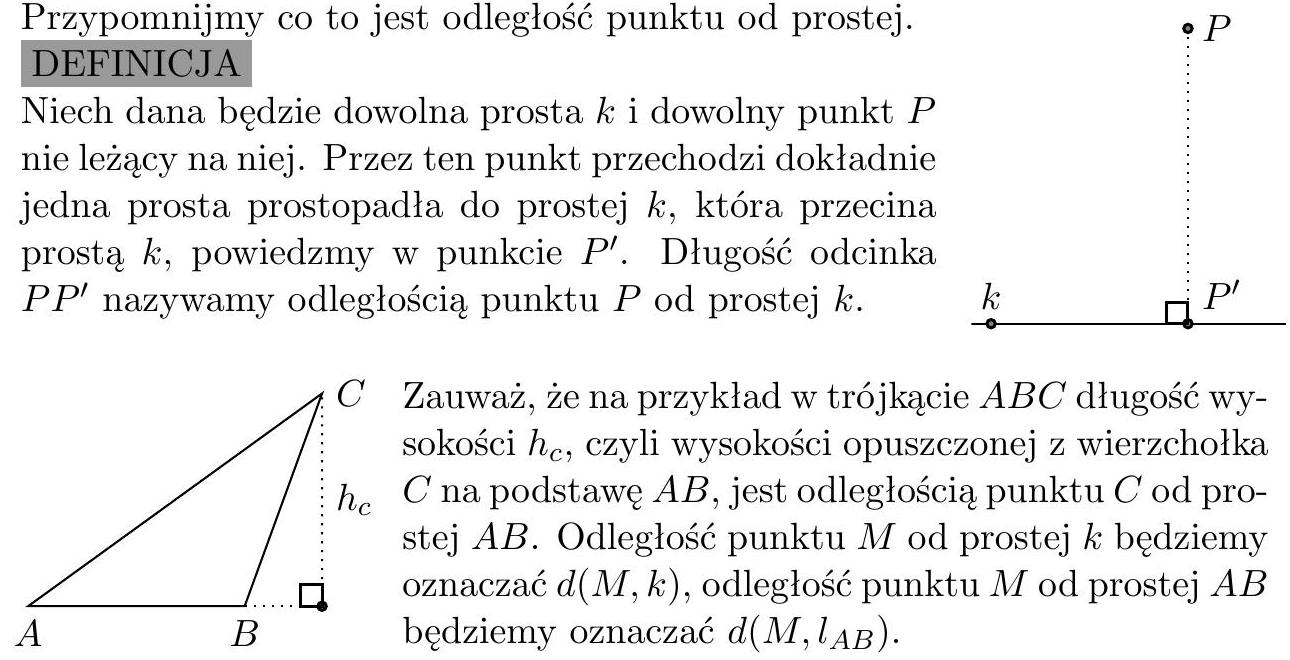 Przypomnijmy co to jest odległość punktu od prostej.
DEFINICJA
Niech dana będzie dowolna prosta k i dowolny punkt P
nie leżący na niej. Przez ten punkt przechodzi dokładnie
jedna prosta prostopadła do prostej k, która przecina
prostą k, powiedzmy w punkcie P′. Długość odcinka
PP′ nazywamy odległością punktu P od prostej k.
P
k
P′
C
h_c
A
B
Zauważ, że na przykład w trójkącie ABC długość wy-
sokości h_c, czyli wysokości opuszczonej z wierzchołka
C na podstawę AB, jest odległością punktu C od pro-
stej AB. Odległość punktu M od prostej k będziemy
oznaczać d(M, k), odległość punktu M od prostej AB
będziemy oznaczać d(M, l_{AB}).